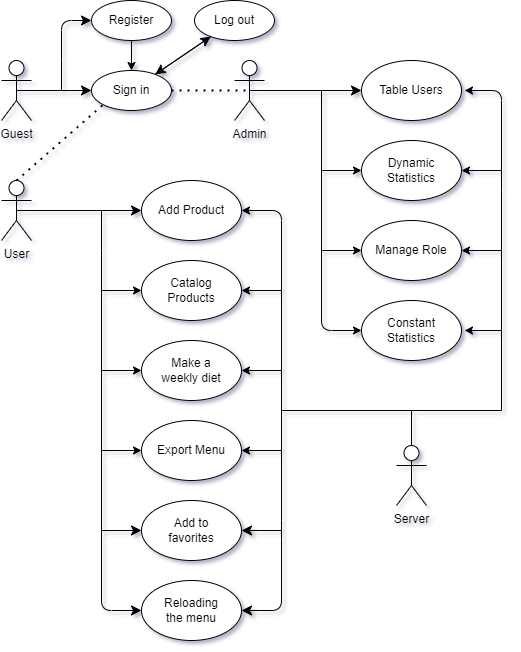 Register
Log out
Sign in
Guest
Admin
Table Users
Dynamic
Statistics
Manage Role
Constant
Statistics
User
Add Product
Catalog
Products
Make a
weekly diet
Export Menu
Add to
favorites
Reloading
the menu
Server